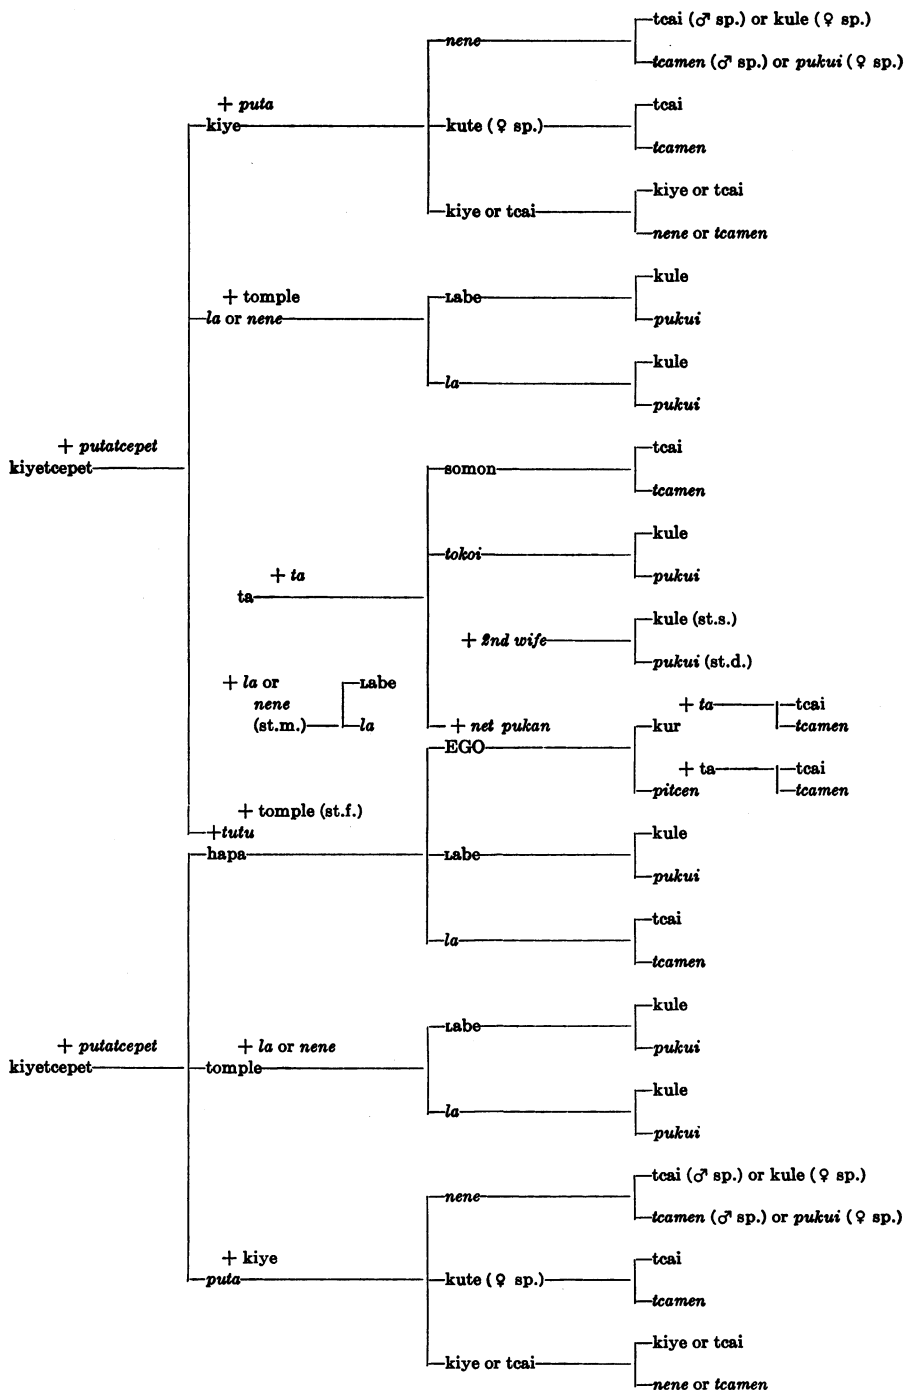 tcai (♂ sp.) or kule (♀ sp.)
nene
tcamen (♂ sp.) or pukui (♀ sp.)
+ puta
tcai
kiye
kute (♀ sp.)
tcamen
kiye or tcai
kiye or tcai
nene or tcamen
kule
+ tomple
ʟabe
la or nene
pukui
kule
la
pukui
+ putatcepet
tcai
kiyetcepet
somon
tcamen
kule
tokoi
+ ta
pukui
ta
kule (st.s.)
+ 2nd wife
pukui (st.d.)
+ la or
ʟabe
nene
+ ta
tcai
(st.m.)
la
+ net pukan
kur
tcamen
EGO
+ ta
tcai
pitcen
tcamen
+ tomple (st.f.)
+tutu
kule
hapa
ʟabe
pukui
tcai
la
tcamen
kule
+ putatcepet
+ la or nene
ʟabe
pukui
kiyetcepet
tomple
kule
la
pukui
tcai (♂ sp.) or kule (♀ sp.)
nene
tcamen (♂ sp.) or pukui (♀ sp.)
+ kiye
tcai
puta
kute (♀ sp.)
tcamen
kiye or tcai
kiye or tcai
nene or tcamen